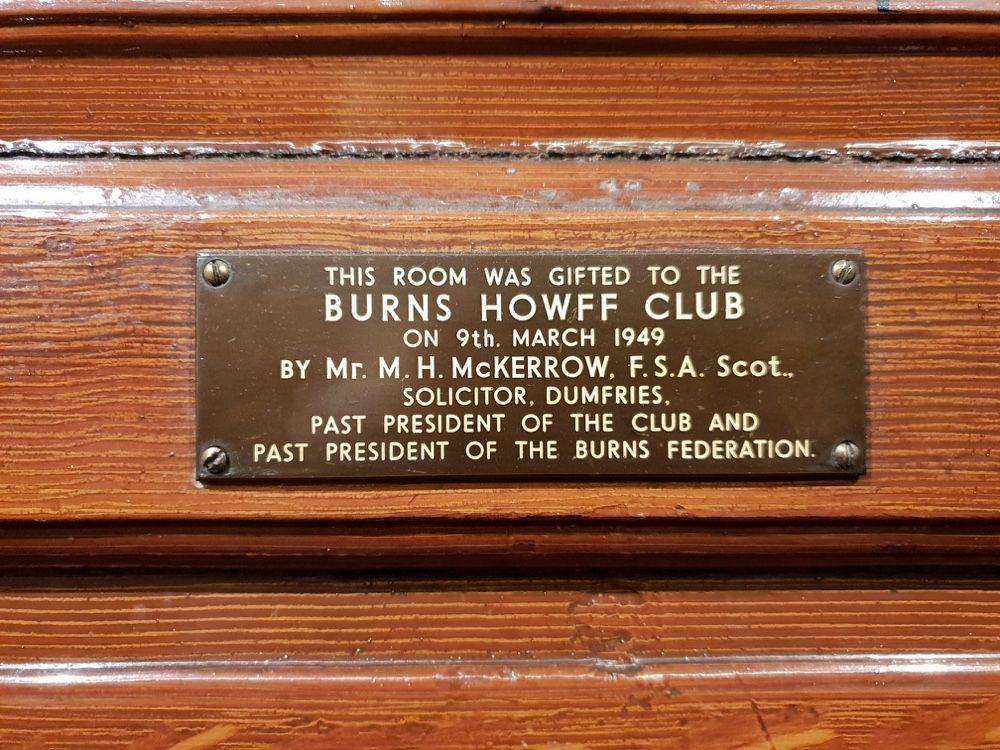 THIS ROOM WAS GIFTED TO THE
BURNS HOWFF CLUB
ON 9th. MARCH 1949
BY Mr. M. H. McKERROW, F.S.A. Scot.,
SOLICITOR, DUMFRIES,
PAST PRESIDENT OF THE CLUB AND
PAST PRESIDENT OF THE BURNS FEDERATION.